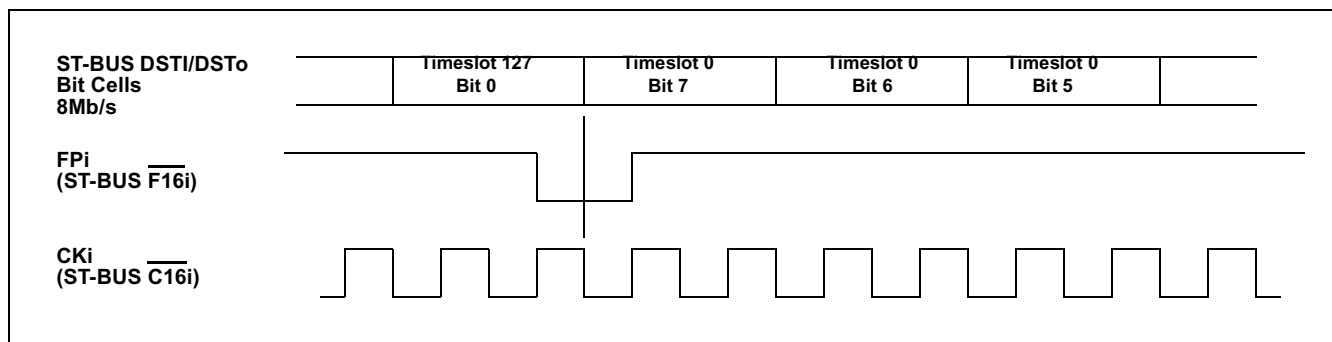 ST-BUS DSTI/DSTo
Bit Cells
8Mb/s
Timeslot 127
Bit 0
Timeslot 0
Bit 7
Timeslot 0
Bit 6
Timeslot 0
Bit 5
FPi
(ST-BUS F16i)
CKi
(ST-BUS C16i)